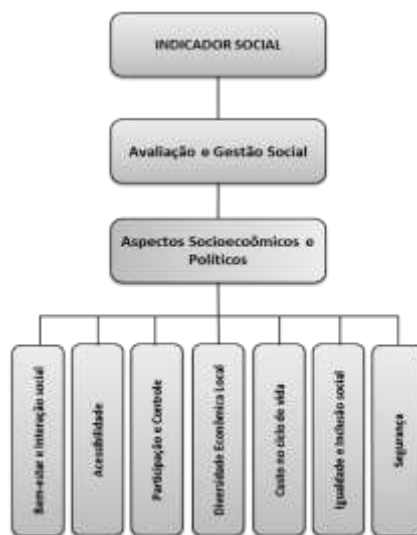 INDICADOR SOCIAL
Avaliação e Gestão Social
Aspectos Socioecoômicos e
Políticos
Bem-estar e Interação social
Acessibilidade
Participação e Controle
Diversidade Econômica Local
Custo no ciclo de vida
Igualdade e Inclusão social
Segurança